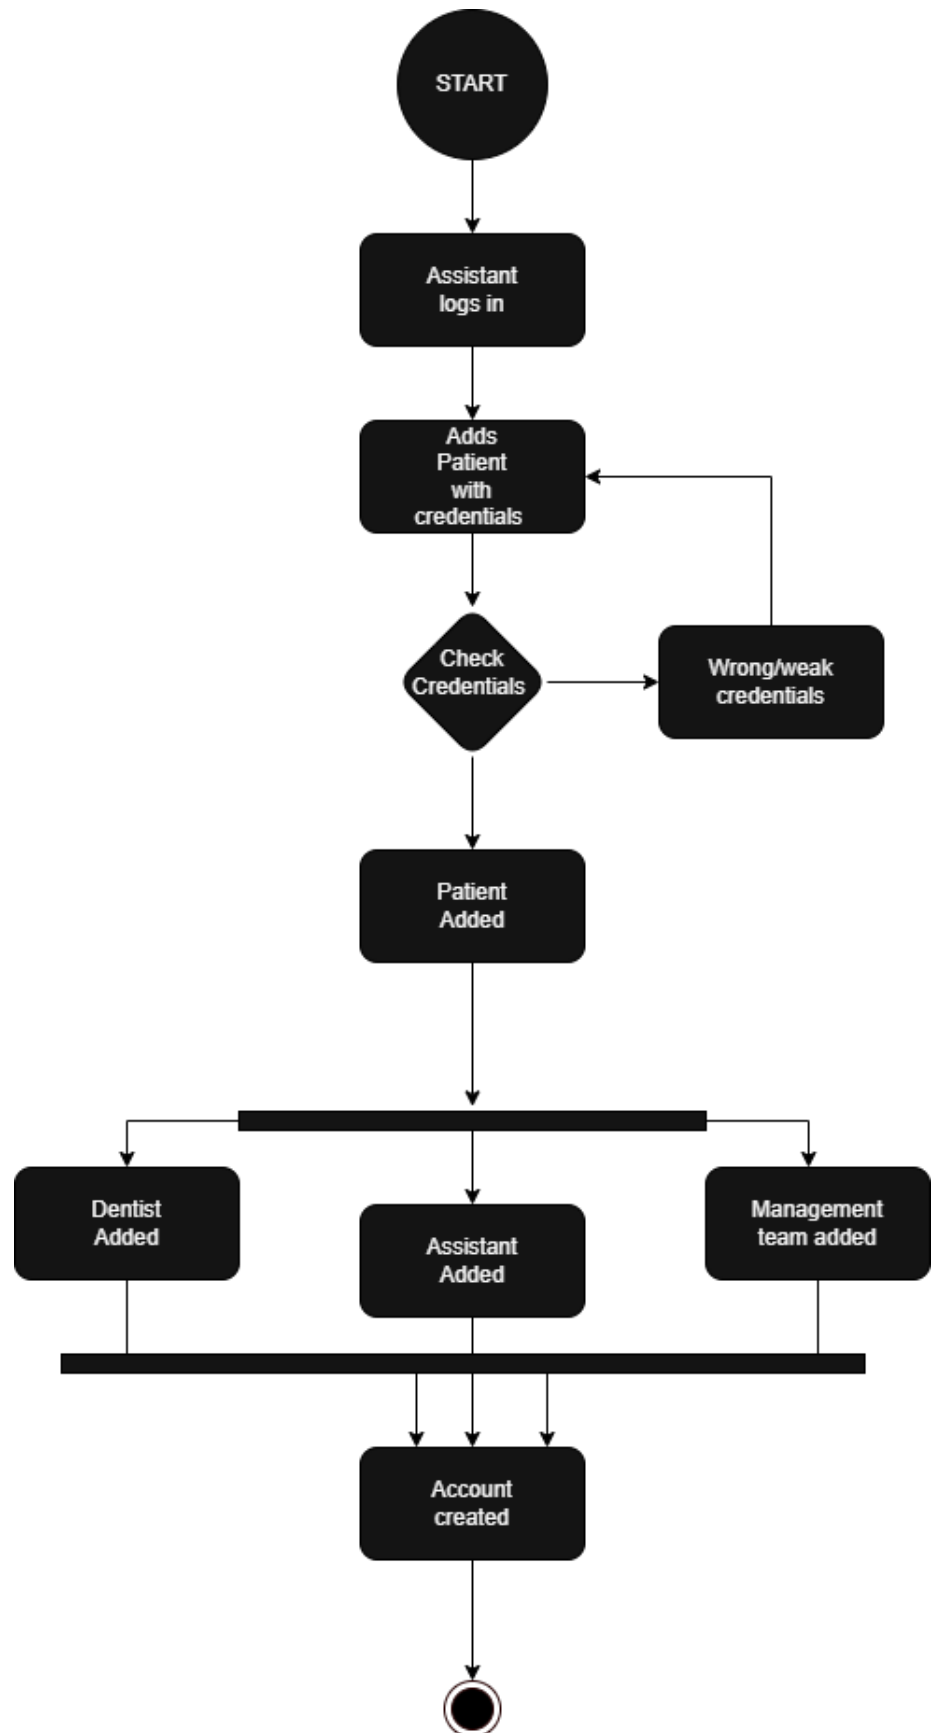 START
Assistant
logs in
Adds
Patient
with
credentials
Check
Credentials
Wrong/weak
credentials
Patient
Added
Dentist
Added
Assistant
Added
Management
team added
Account
created